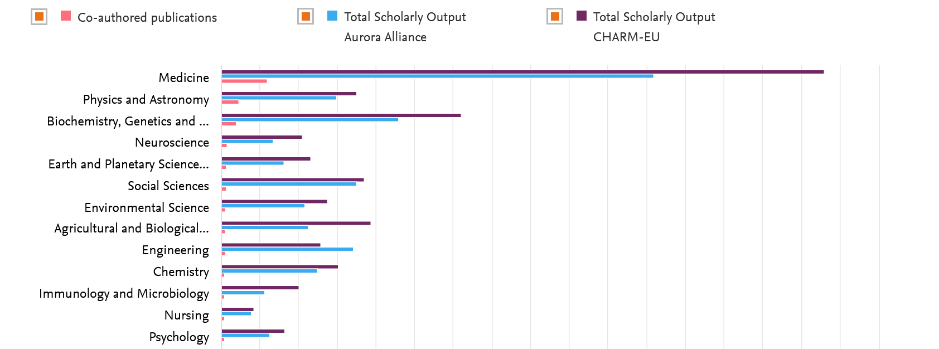 Co-authored publications
Total Scholarly Output
Aurora Alliance
Total Scholarly Output
CHARM-EU
Medicine
Physics and Astronomy
Biochemistry, Genetics and ...
Neuroscience
Earth and Planetary Science...
Social Sciences
Environmental Science
Agricultural and Biological...
Engineering
Chemistry
Immunology and Microbiology
Nursing
Psychology